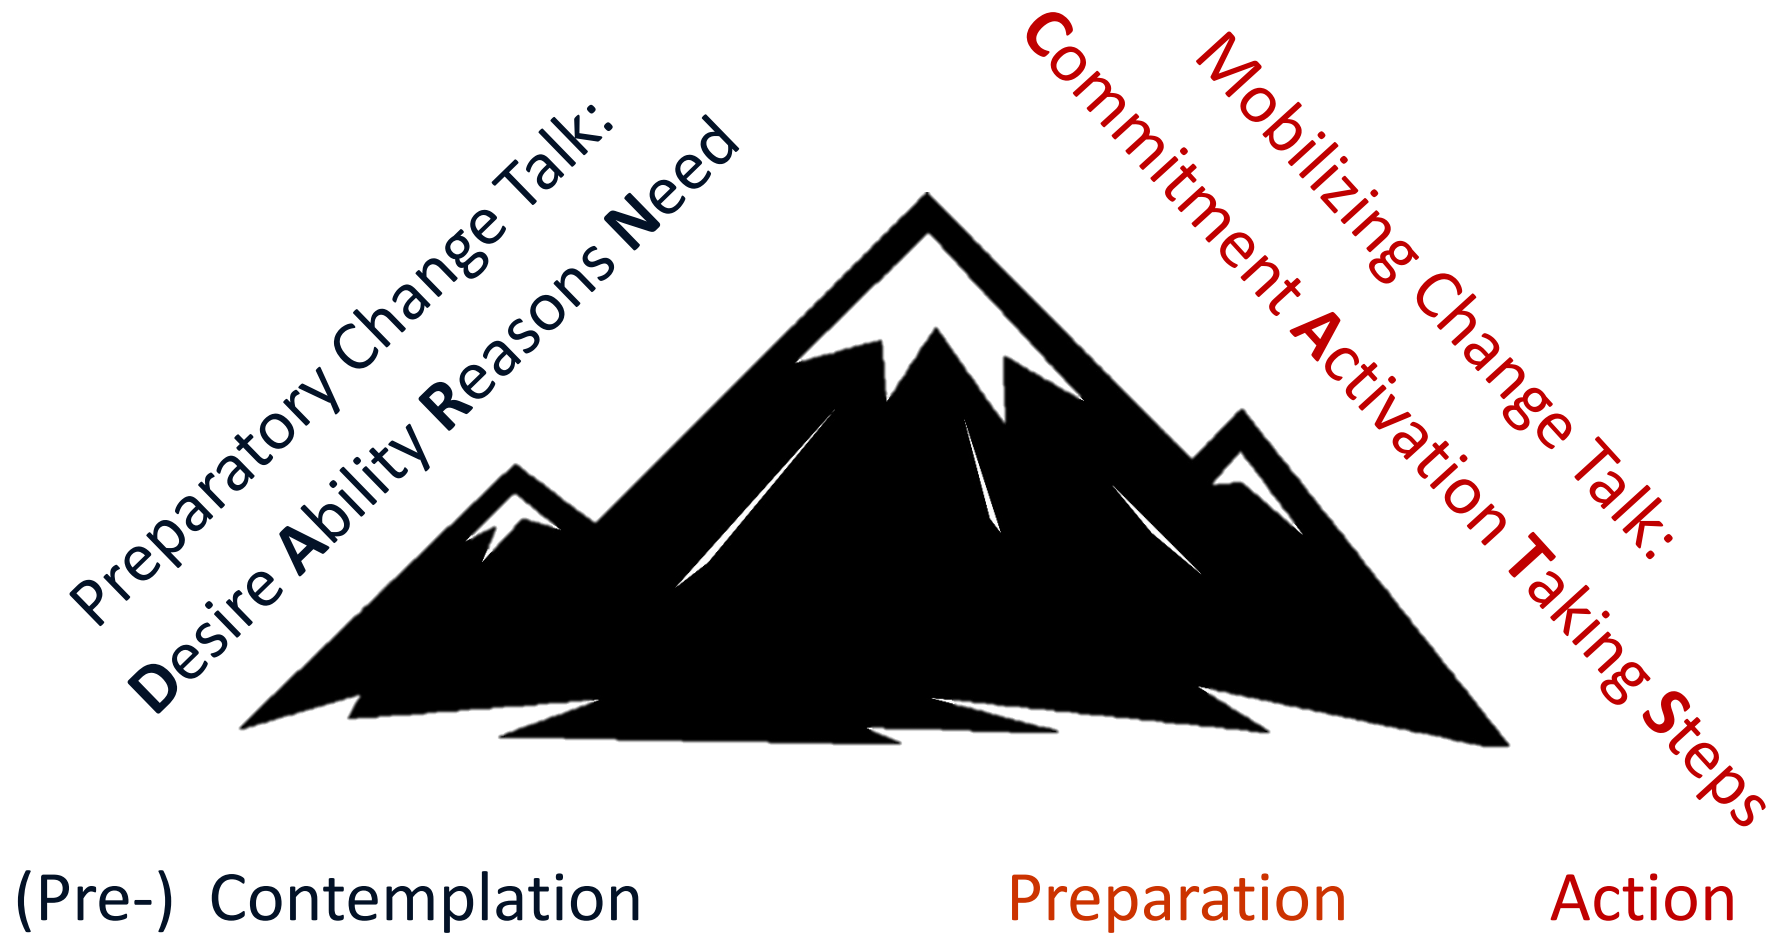 Preparatory Change Talk:
Desire Ability Reasons Need
Mobilizing Change Talk:
Commitment Activation Taking Steps
(Pre-) Contemplation
Preparation
Action